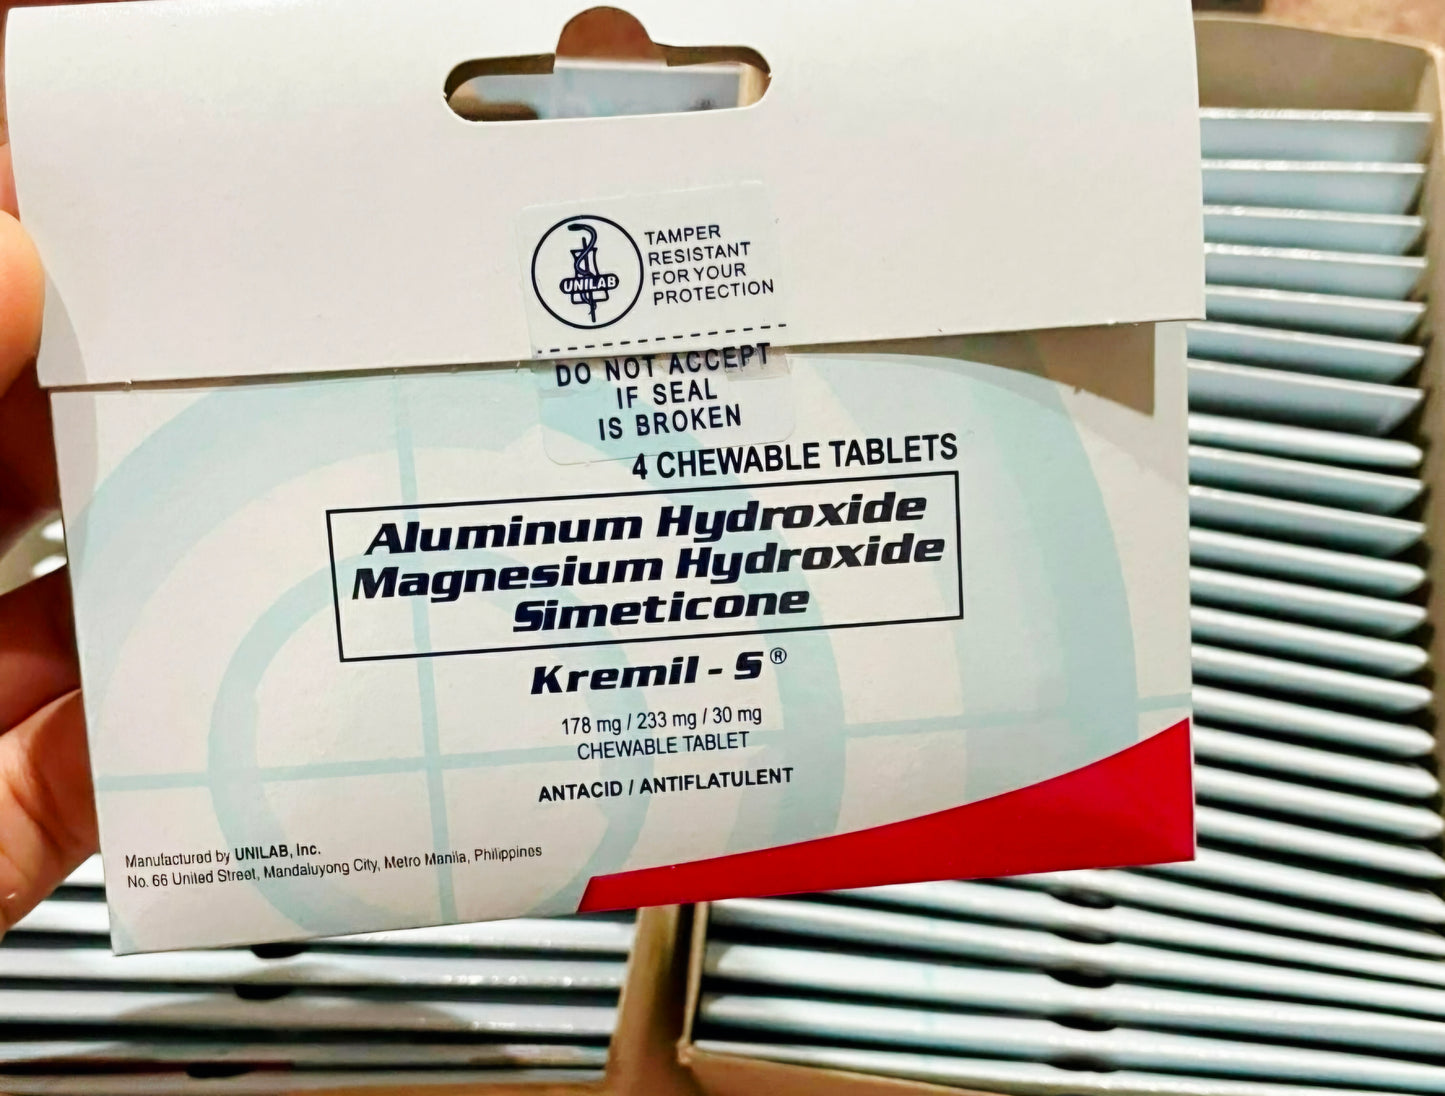 UNILAB
TAMPER
RESISTANT
FOR YOUR
PROTECTION
DO NOT ACCEPT
IF SEAL
IS BROKEN
4 CHEWABLE TABLETS
Aluminum Hydroxide
Magnesium Hydroxide
Simeticone
Kremil - S®
178 mg / 233 mg / 30 mg
CHEWABLE TABLET
ANTACID / ANTIFLATULENT
Manufactured by UNILAB, Inc.
No. 66 United Street, Mandaluyong City, Metro Manila, Philippines